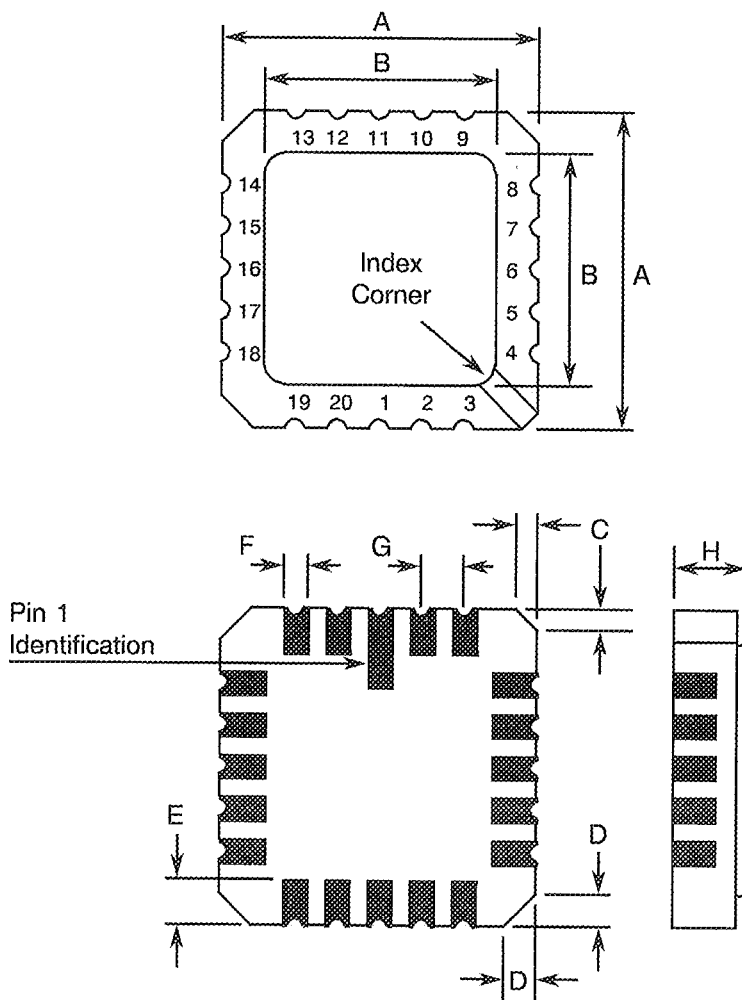 A
B
13 12 11 10 9
14 8
15 7
16 6
17 5
18 4
Index
Corner
B A
19 20 1 2 3
F G C H
Pin 1
Identification
E D
D